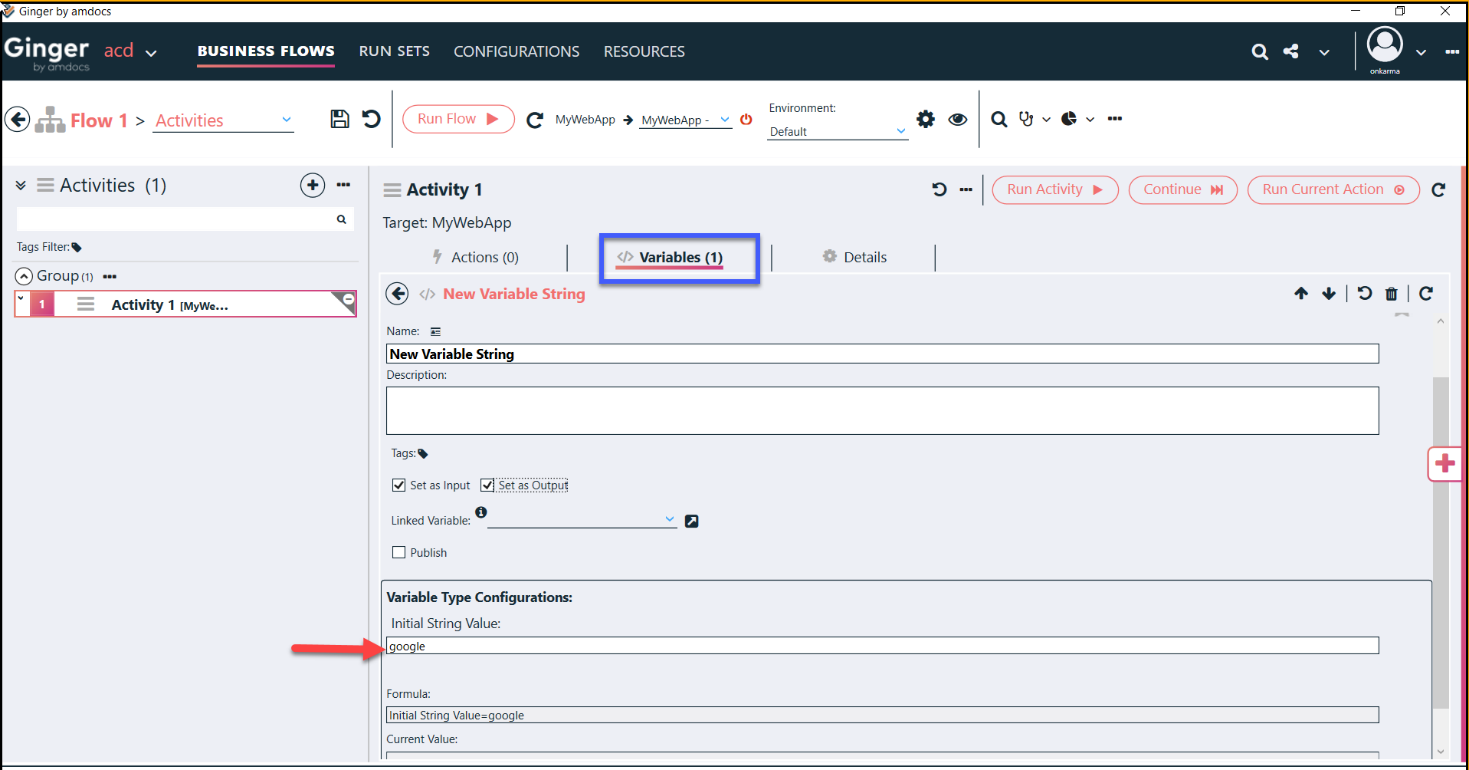 Ginger by amdocs
Ginger by amdocs acd BUSINESS FLOWS RUN SETS CONFIGURATIONS RESOURCES onkarma
Flow 1 > Activities Run Flow MyWebApp MyWebApp - Environment: Default
Activities (1)
Tags Filter:
Group (1)
1 Activity 1 [MyWe...
Activity 1 Run Activity Continue Run Current Action
Target: MyWebApp
Actions (0) </> Variables (1) Details
</> New Variable String
Name:
New Variable String
Description:
Tags:
Set as Input Set as Output
Linked Variable:
Publish
Variable Type Configurations:
Initial String Value:
google
Formula:
Initial String Value=google
Current Value: